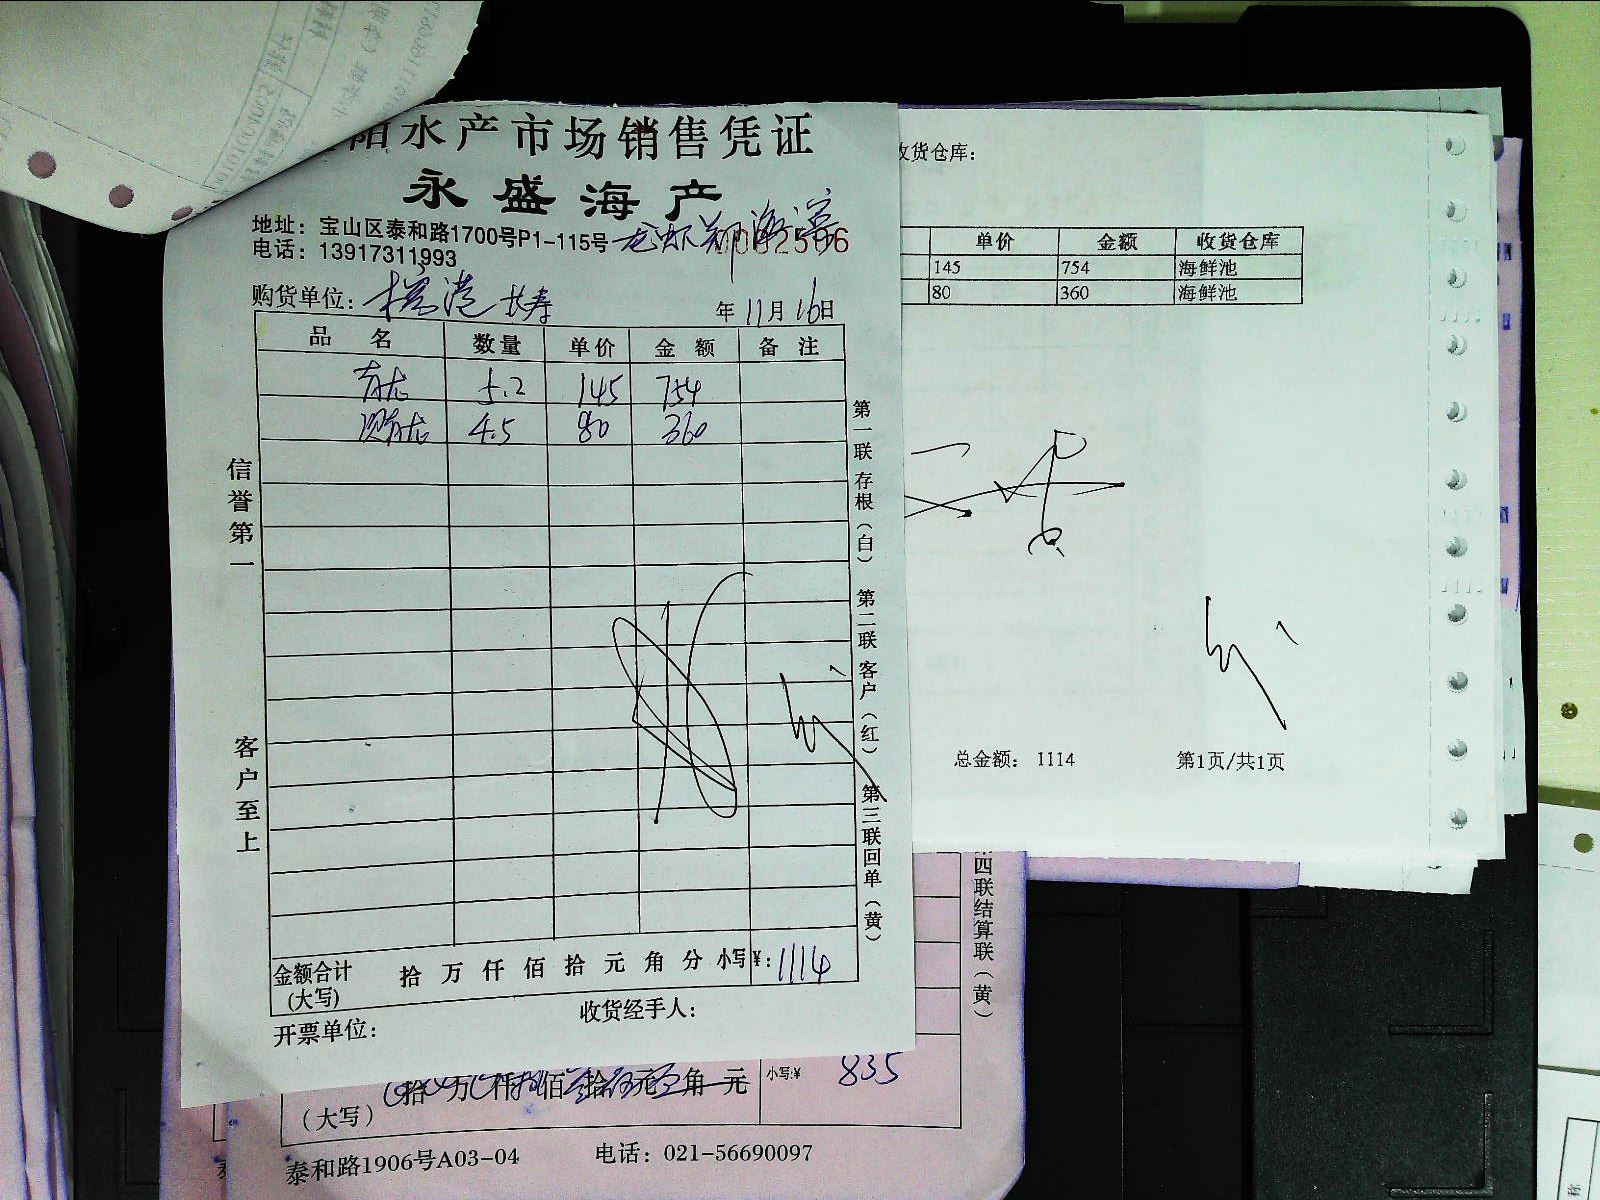 阳水产市场销售凭证
永盛海产
地址：宝山区泰和路1700号P1-115号
电话：13917311993
购货单位：
年 11月 16日
品 名 数量 单价 金 额 备 注
5.2 145 754
4.5 80 360
信誉第一
客户至上
第一联 存根（白） 第二联 客户（红） 第三联 回单（黄）
金额合计 拾 万 仟 佰 拾 元 角 分 小写￥：1114
(大写)
收货经手人：
开票单位：
收货仓库：
单价 金额 收货仓库
145 754 海鲜池
80 360 海鲜池
总金额： 1114 第1页/共1页
四联结算联（黄）
拾 万 仟 佰 拾 元 角 元 小写:￥ 835
（大写）
泰和路1906号A03-04 电话：021-56690097